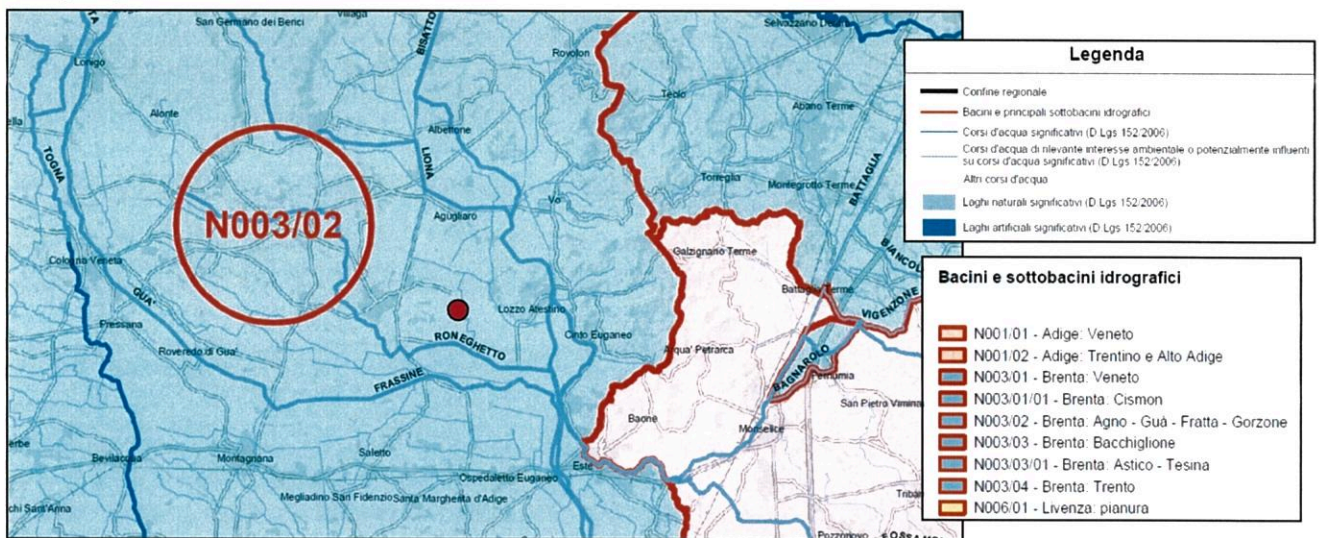 San Germano dei Berici
Villaga
Selvazzano
BISATTO
Rovolon
Lonigo
Alonte
Albettone
Teolo
Abano Terme
TOGNA
LIONA
BATTAGLIA
Torreglia
Montegrotto Terme
N003/02
Agugliaro
Vo
BIANCOL
Galzignano Terme
Cologna Veneta
GUA'
Battaglia Terme
VIGENZONE
Lozzo Atestino
Pressana
Cinto Euganeo
RONEGHETTO
Roveredo di Gua'
Arqua' Petrarca
BAGNAROLO
FRASSINE
Pernumia
San Pietro Vimina
Baone
Monselice
Bevilacqua
Montagnana
Saletto
Este
Ospedaletto Euganeo
Megliadino San Fidenzio
Santa Margherita d'Adige
chi Sant'Anna
Tribar
Pozzonovo
Legenda
Confine regionale
Bacini e principali sottobacini idrografici
Corsi d'acqua significativi (D.Lgs 152/2006)
Corsi d'acqua di rilevante interesse ambientale o potenzialmente influenti
su corsi d'acqua significativi (D.Lgs 152/2006)
Altri corsi d'acqua
Laghi naturali significativi (D.Lgs 152/2006)
Laghi artificiali significativi (D.Lgs 152/2006)
Bacini e sottobacini idrografici
N001/01 - Adige: Veneto
N001/02 - Adige: Trentino e Alto Adige
N003/01 - Brenta: Veneto
N003/01/01 - Brenta: Cismon
N003/02 - Brenta: Agno - Guà - Fratta - Gorzone
N003/03 - Brenta: Bacchiglione
N003/03/01 - Brenta: Astico - Tesina
N003/04 - Brenta: Trento
N006/01 - Livenza: pianura